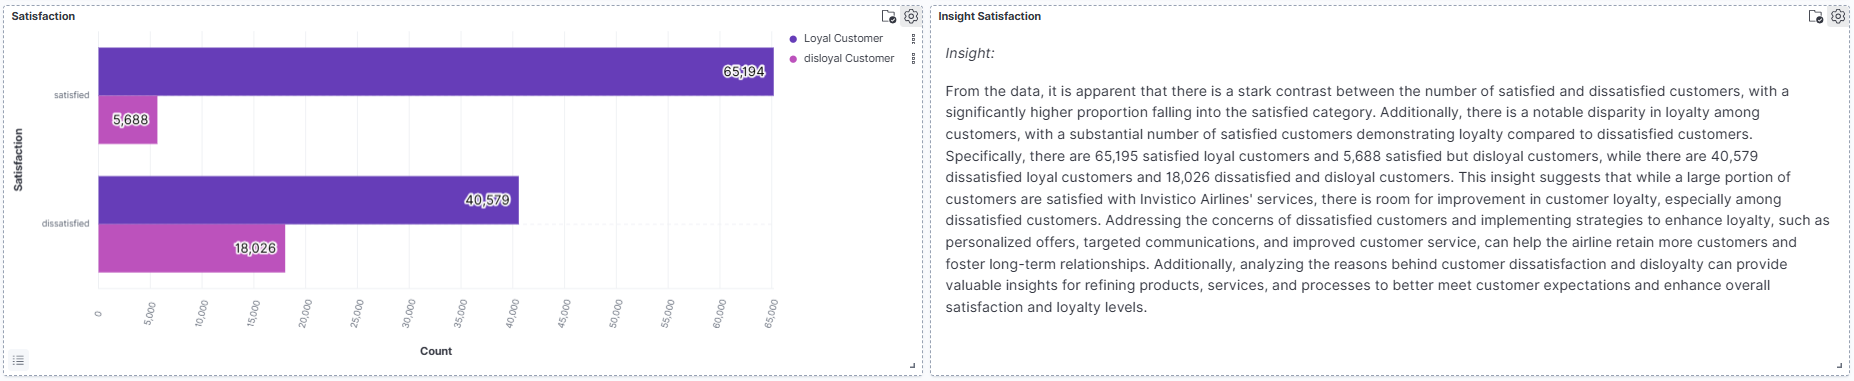 Satisfaction
Loyal Customer
disloyal Customer
65,194
satisfied
5,688
Satisfaction
40,579
dissatisfied
18,026
0
5,000
10,000
15,000
20,000
25,000
30,000
35,000
40,000
45,000
50,000
55,000
60,000
65,000
Count
Insight Satisfaction
Insight:
From the data, it is apparent that there is a stark contrast between the number of satisfied and dissatisfied customers, with a
significantly higher proportion falling into the satisfied category. Additionally, there is a notable disparity in loyalty among
customers, with a substantial number of satisfied customers demonstrating loyalty compared to dissatisfied customers.
Specifically, there are 65,195 satisfied loyal customers and 5,688 satisfied but disloyal customers, while there are 40,579
dissatisfied loyal customers and 18,026 dissatisfied and disloyal customers. This insight suggests that while a large portion of
customers are satisfied with Invistico Airlines' services, there is room for improvement in customer loyalty, especially among
dissatisfied customers. Addressing the concerns of dissatisfied customers and implementing strategies to enhance loyalty, such as
personalized offers, targeted communications, and improved customer service, can help the airline retain more customers and
foster long-term relationships. Additionally, analyzing the reasons behind customer dissatisfaction and disloyalty can provide
valuable insights for refining products, services, and processes to better meet customer expectations and enhance overall
satisfaction and loyalty levels.